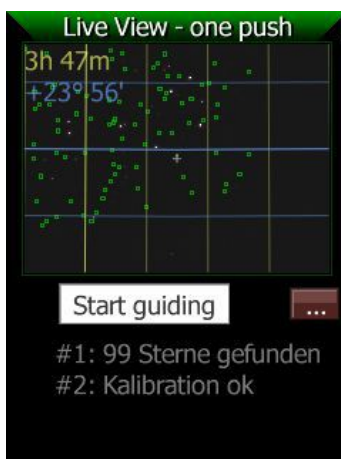 Live View - one push
3h 47m
+23° 56'
Start guiding
...
#1: 99 Sterne gefunden
#2: Kalibration ok